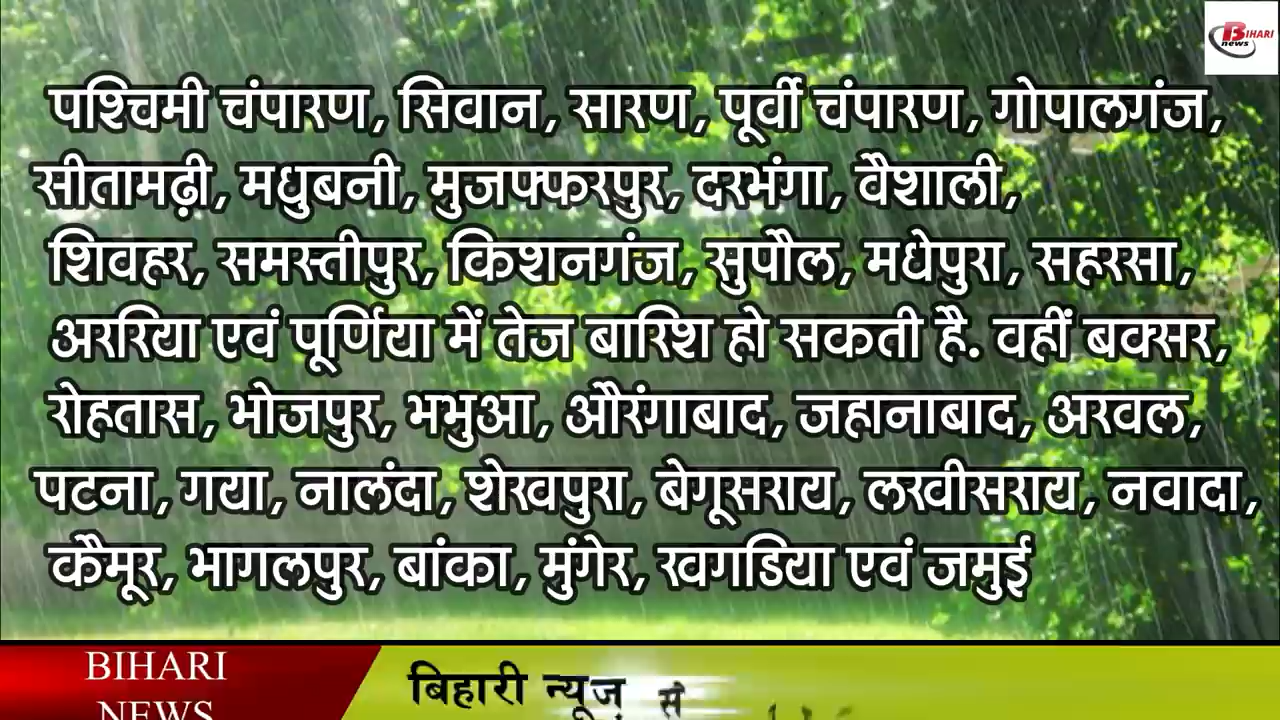 BIHARI
news
पश्चिमी चंपारण, सिवान, सारण, पूर्वी चंपारण, गोपालगंज,
सीतामढ़ी, मधुबनी, मुजफ्फरपुर, दरभंगा, वैशाली,
शिवहर, समस्तीपुर, किशनगंज, सुपौल, मधेपुरा, सहरसा,
अररिया एवं पूर्णिया में तेज बारिश हो सकती है. वहीं बक्सर,
रोहतास, भोजपुर, भभुआ, औरंगाबाद, जहानाबाद, अरवल,
पटना, गया, नालंदा, शेखपुरा, बेगूसराय, लखीसराय, नवादा,
कैमूर, भागलपुर, बांका, मुंगेर, खगडिया एवं जमुई
BIHARI
NEWS
बिहारी न्यूज